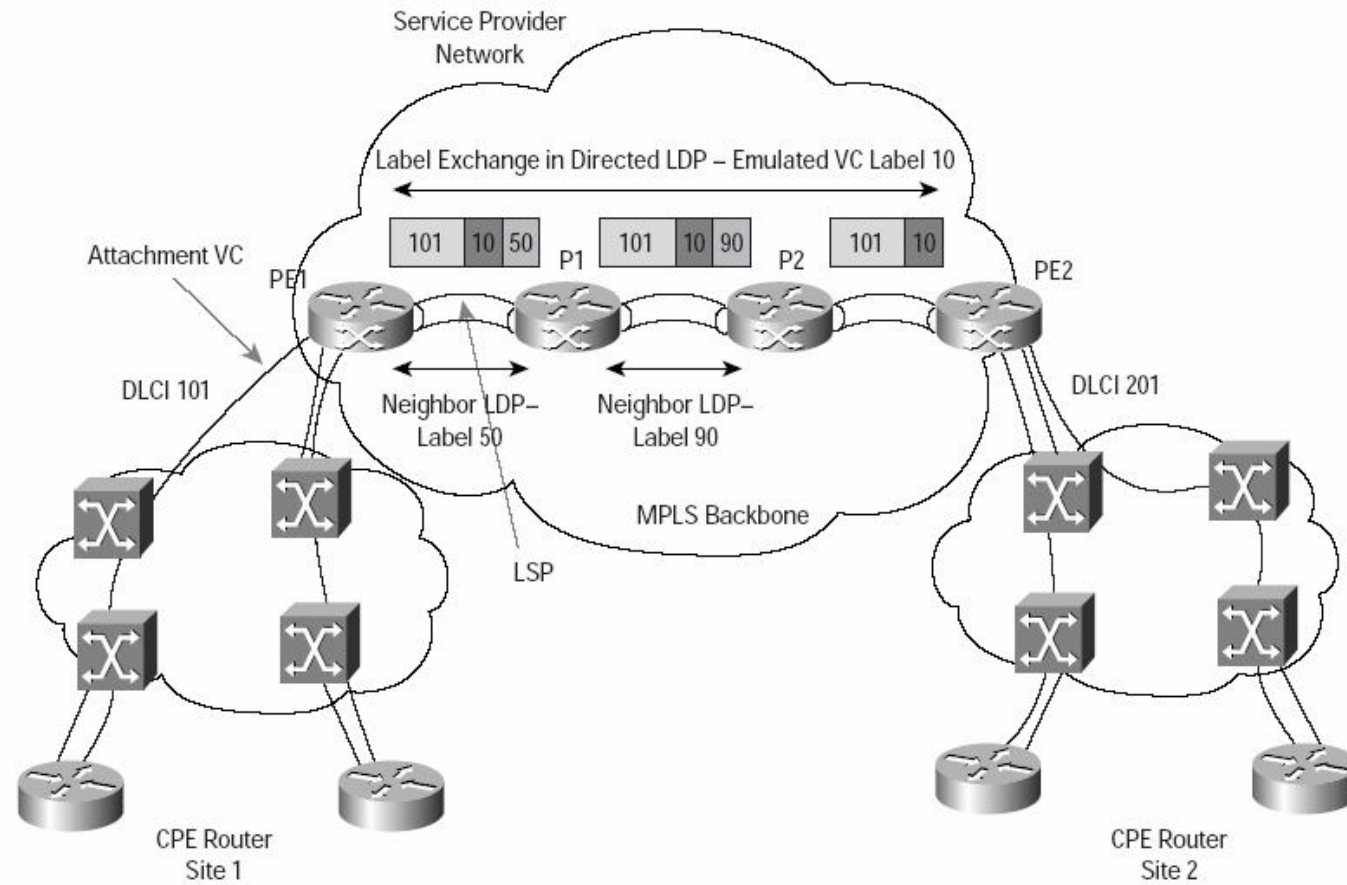 Service Provider
Network
Label Exchange in Directed LDP – Emulated VC Label 10
101 10 50
101 10 90
101 10
Attachment VC
PE1
P1
P2
PE2
DLCI 101
DLCI 201
Neighbor LDP–
Label 50
Neighbor LDP–
Label 90
MPLS Backbone
LSP
CPE Router
Site 1
CPE Router
Site 2